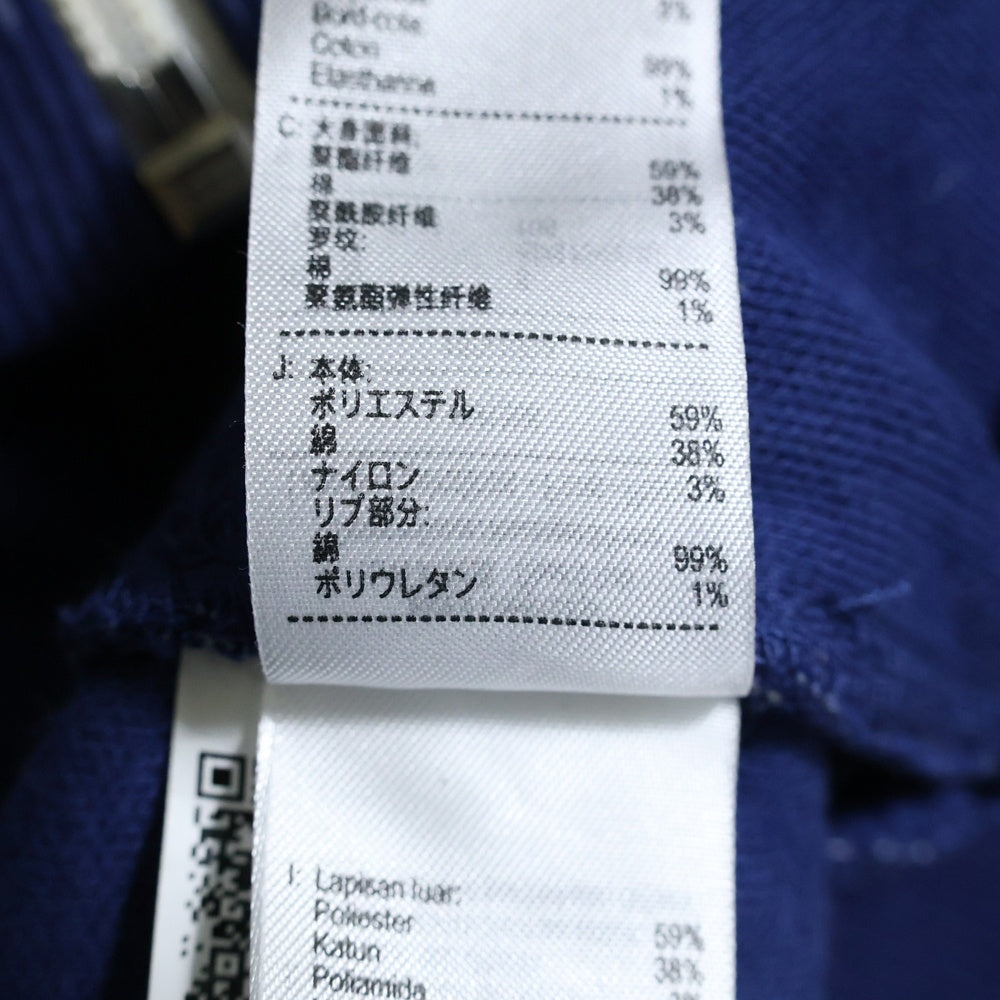 3%
Bord-côte
Coton 99%
Elasthanne 1%
C: 大身面料:
聚酯纤维 59%
棉 38%
聚酰胺纤维 3%
罗纹:
棉 99%
聚氨酯弹性纤维 1%
J: 本体:
ポリエステル 59%
綿 38%
ナイロン 3%
リブ部分:
綿 99%
ポリウレタン 1%
I: Lapisan luar:
Poliester 59%
Katun 38%
Poliamida 3%